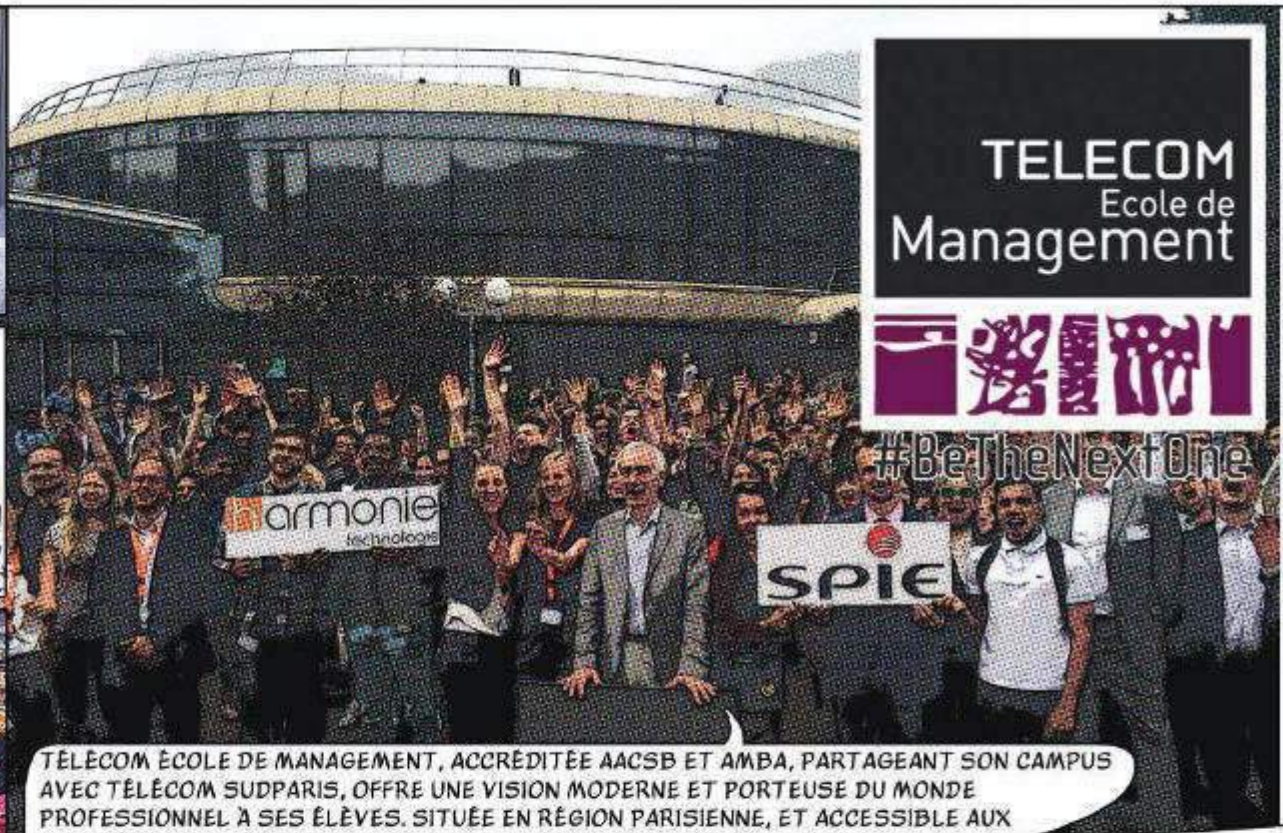 TELECOM
Ecole de
Management
#BeTheNextOne
harmonie
technologie
SPIE
TÉLÉCOM ÉCOLE DE MANAGEMENT, ACCRÉDITÉE AACSB ET AMBA, PARTAGEANT SON CAMPUS
AVEC TÉLÉCOM SUDPARIS, OFFRE UNE VISION MODERNE ET PORTEUSE DU MONDE
PROFESSIONNEL À SES ÉLÈVES. SITUÉE EN RÉGION PARISIENNE, ET ACCESSIBLE AUX